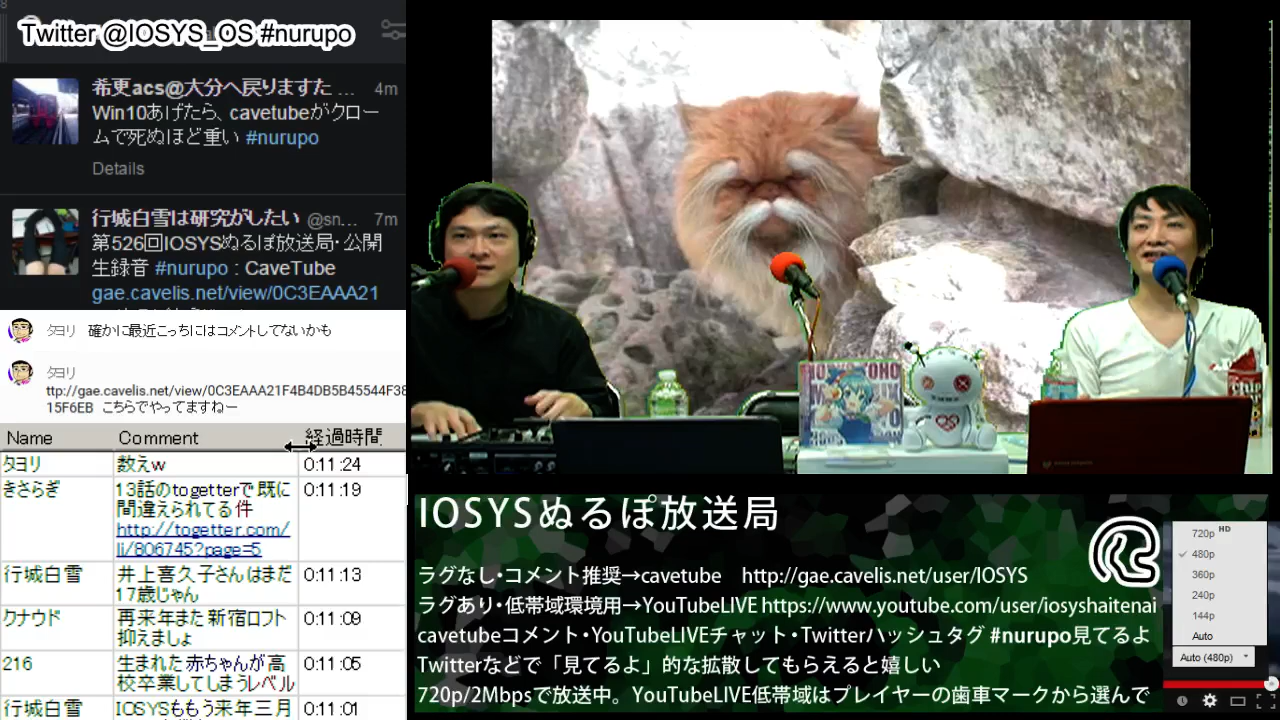 Twitter @IOSYS_OS #nurupo
希更acs@大分へ戻りますた ... 4m
Win10あげたら、cavetubeがクロー
ムで死ぬほど重い #nurupo
Details
行城白雪は研究がしたい @sn... 7m
第526回IOSYSぬるぽ放送局・公開
生録音 #nurupo : CaveTube
gae.cavelis.net/view/0C3EAAA21
タヨリ 確かに最近こっちにはコメントしてないかも
タヨリ
ttp://gae.cavelis.net/view/0C3EAAA21F4B4DB5B45544F38
15F6EB こちらでやってますねー
Name Comment 経過時間
タヨリ 数えw 0:11:24
きさらぎ 13話のtogetterで既に 0:11:19
間違えられてる件
http://togetter.com/
li/806745?page=5
行城白雪 井上喜久子さんはまだ 0:11:13
17歳じゃん
クナウド 再来年また新宿ロフト 0:11:09
抑えましょ
216 生まれた赤ちゃんが高 0:11:05
校卒業してしまうレベル
行城白雪 IOSYSももう来年三月 0:11:01
IOSYSぬるぽ放送局
ラグなし・コメント推奨→cavetube http://gae.cavelis.net/user/IOSYS
ラグあり・低帯域環境用→YouTubeLIVE https://www.youtube.com/user/iosyshaitenai
cavetubeコメント・YouTubeLIVEチャット・Twitterハッシュタグ #nurupo見てるよ
Twitterなどで「見てるよ」的な拡散してもらえると嬉しい
720p/2Mbpsで放送中。YouTubeLIVE低帯域はプレイヤーの歯車マークから選んで
720p HD
480p
360p
240p
144p
Auto
Auto (480p)